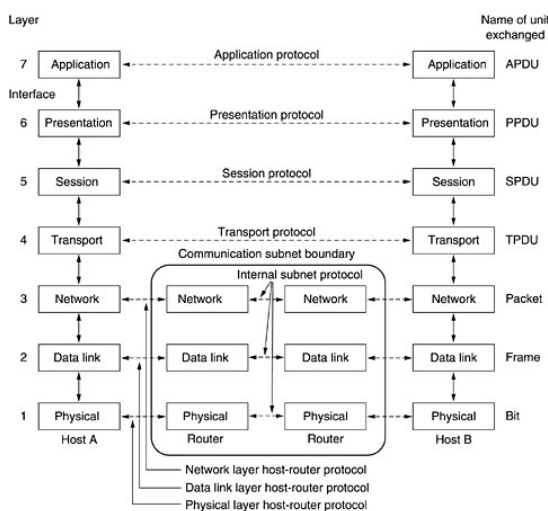 Layer
Name of unit
exchanged
7 Application Application protocol Application APDU
Interface
6 Presentation Presentation protocol Presentation PPDU
5 Session Session protocol Session SPDU
4 Transport Transport protocol Transport TPDU
Communication subnet boundary
Internal subnet protocol
3 Network Network Network Network Packet
2 Data link Data link Data link Data link Frame
1 Physical Physical Physical Physical Bit
Host A Router Router Host B
Network layer host-router protocol
Data link layer host-router protocol
Physical layer host-router protocol